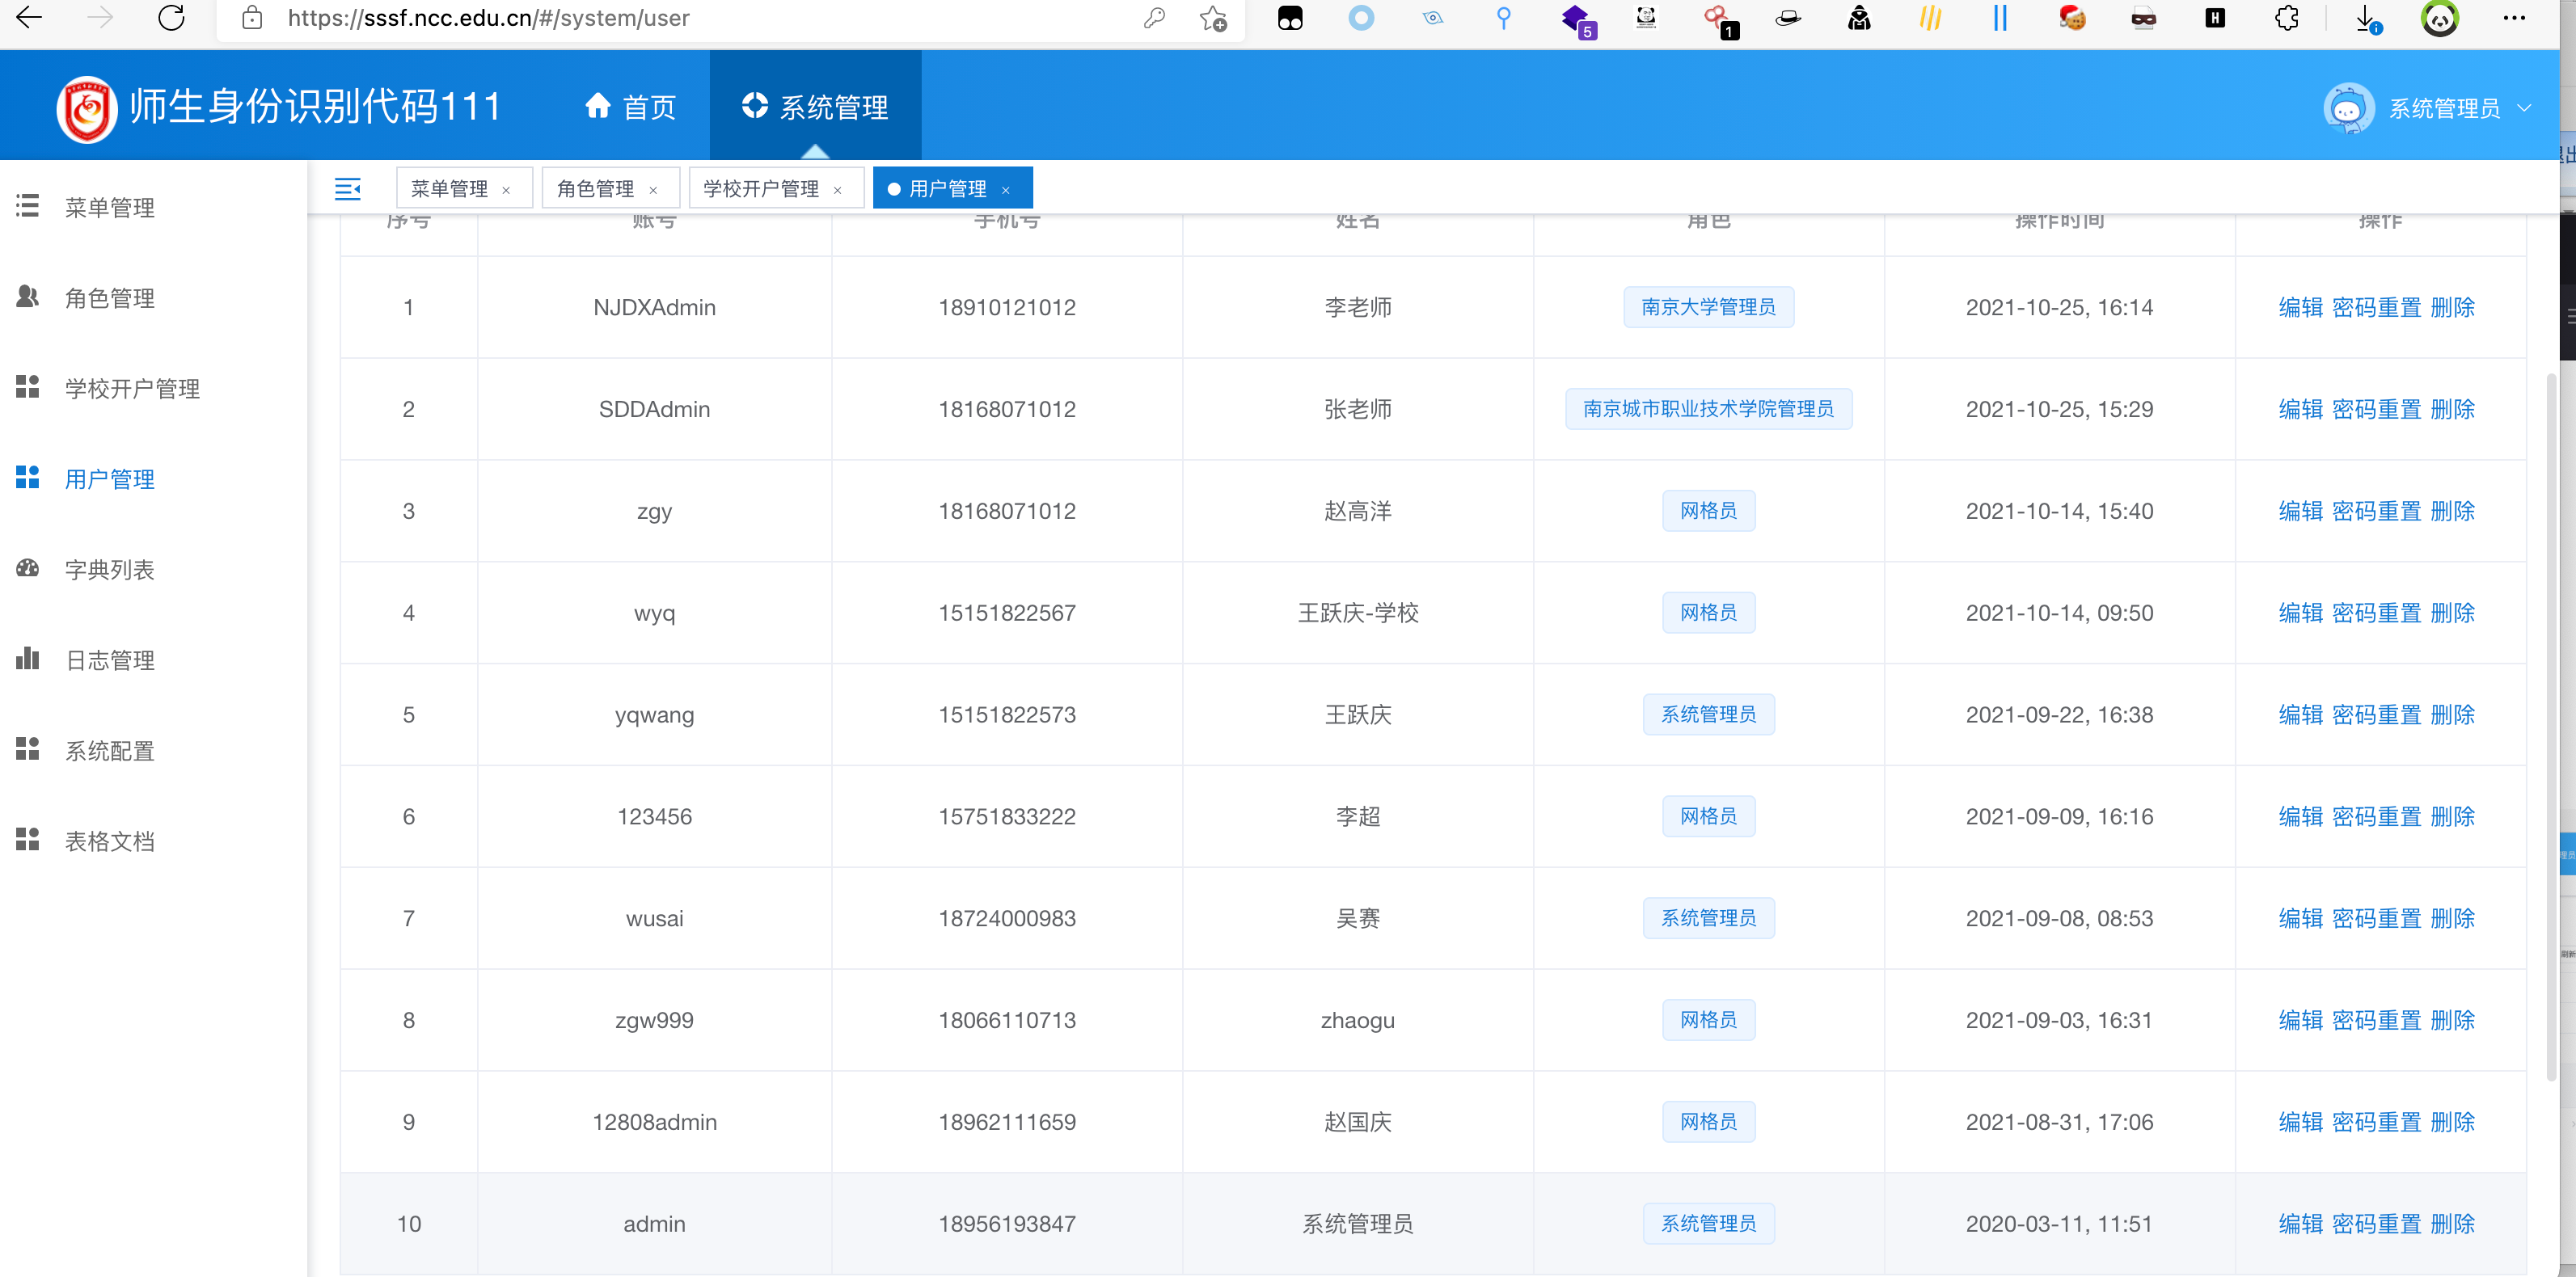 https://sssf.ncc.edu.cn/#/system/user
5
1
H
师生身份识别代码111
首页
系统管理
系统管理员
菜单管理 ×
角色管理 ×
学校开户管理 ×
用户管理 ×
菜单管理
角色管理
学校开户管理
用户管理
字典列表
日志管理
系统配置
表格文档
序号 账号 手机号 姓名 角色 操作时间 操作
1 NJDXAdmin 18910121012 李老师 南京大学管理员 2021-10-25, 16:14 编辑 密码重置 删除
2 SDDAdmin 18168071012 张老师 南京城市职业技术学院管理员 2021-10-25, 15:29 编辑 密码重置 删除
3 zgy 18168071012 赵高洋 网格员 2021-10-14, 15:40 编辑 密码重置 删除
4 wyq 15151822567 王跃庆-学校 网格员 2021-10-14, 09:50 编辑 密码重置 删除
5 yqwang 15151822573 王跃庆 系统管理员 2021-09-22, 16:38 编辑 密码重置 删除
6 123456 15751833222 李超 网格员 2021-09-09, 16:16 编辑 密码重置 删除
7 wusai 18724000983 吴赛 系统管理员 2021-09-08, 08:53 编辑 密码重置 删除
8 zgw999 18066110713 zhaogu 网格员 2021-09-03, 16:31 编辑 密码重置 删除
9 12808admin 18962111659 赵国庆 网格员 2021-08-31, 17:06 编辑 密码重置 删除
10 admin 18956193847 系统管理员 系统管理员 2020-03-11, 11:51 编辑 密码重置 删除